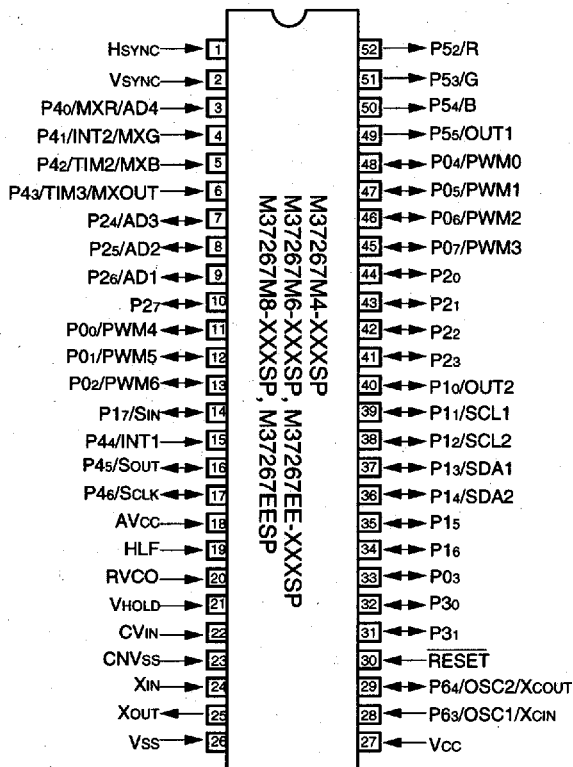 HSYNC 1
VSYNC 2
P40/MXR/AD4 3
P41/INT2/MXG 4
P42/TIM2/MXB 5
P43/TIM3/MXOUT 6
P24/AD3 7
P25/AD2 8
P26/AD1 9
P27 10
P00/PWM4 11
P01/PWM5 12
P02/PWM6 13
P17/SIN 14
P44/INT1 15
P45/SOUT 16
P46/SCLK 17
AVCC 18
HLF 19
RVCO 20
VHOLD 21
CVIN 22
CNVSS 23
XIN 24
XOUT 25
VSS 26
M37267M4-XXXSP
M37267M6-XXXSP, M37267EE-XXXSP
M37267M8-XXXSP, M37267EESP
52 P52/R
51 P53/G
50 P54/B
49 P55/OUT1
48 P04/PWM0
47 P05/PWM1
46 P06/PWM2
45 P07/PWM3
44 P20
43 P21
42 P22
41 P23
40 P10/OUT2
39 P11/SCL1
38 P12/SCL2
37 P13/SDA1
36 P14/SDA2
35 P15
34 P16
33 P03
32 P30
31 P31
30 RESET
29 P64/OSC2/XCOUT
28 P63/OSC1/XCIN
27 VCC